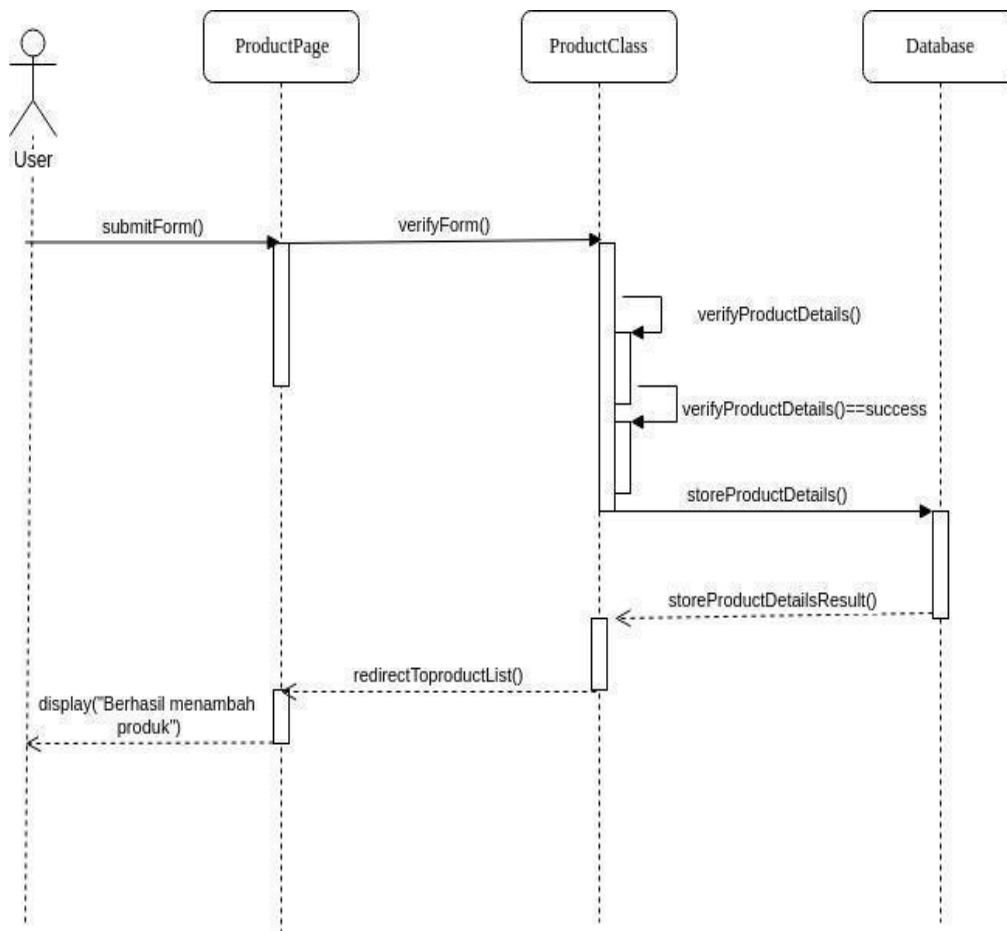 ProductPage
ProductClass
Database
User
submitForm()
verifyForm()
verifyProductDetails()
verifyProductDetails()==success
storeProductDetails()
storeProductDetailsResult()
redirectToproductList()
display("Berhasil menambah
produk")